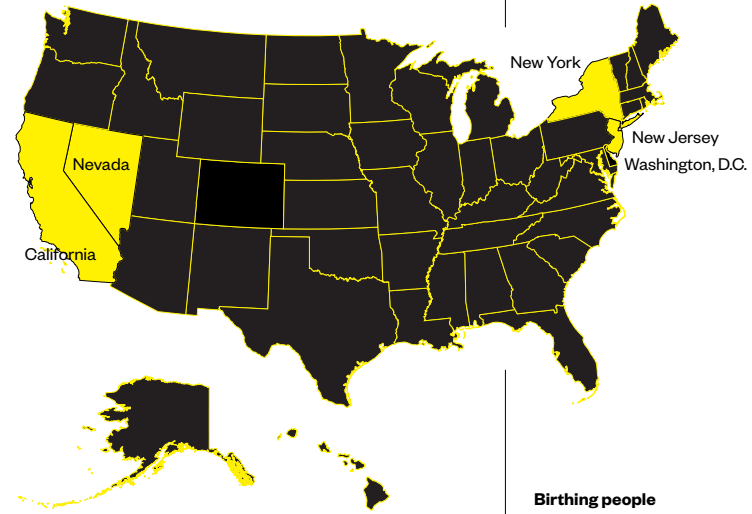 New York
New Jersey
Washington, D.C.
Nevada
California
Birthing people